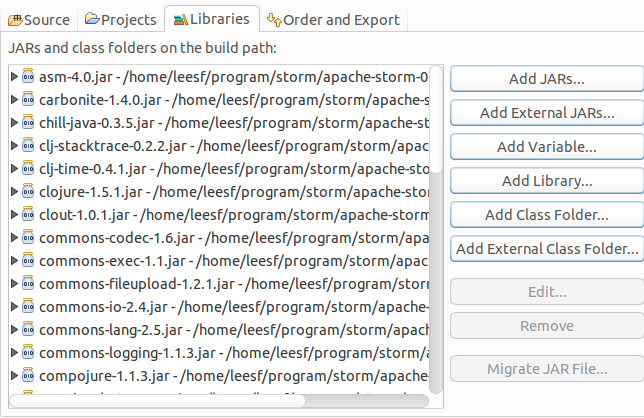 Source Projects Libraries Order and Export
JARs and class folders on the build path:
asm-4.0.jar - /home/leesf/program/storm/apache-storm-0
carbonite-1.4.0.jar - /home/leesf/program/storm/apache-s
chill-java-0.3.5.jar - /home/leesf/program/storm/apache-s
clj-stacktrace-0.2.2.jar - /home/leesf/program/storm/apac
clj-time-0.4.1.jar - /home/leesf/program/storm/apache-sto
clojure-1.5.1.jar - /home/leesf/program/storm/apache-stor
clout-1.0.1.jar - /home/leesf/program/storm/apache-storm
commons-codec-1.6.jar - /home/leesf/program/storm/apa
commons-exec-1.1.jar - /home/leesf/program/storm/apac
commons-fileupload-1.2.1.jar - /home/leesf/program/stor
commons-io-2.4.jar - /home/leesf/program/storm/apache-
commons-lang-2.5.jar - /home/leesf/program/storm/apac
commons-logging-1.1.3.jar - /home/leesf/program/storm/a
compojure-1.1.3.jar - /home/leesf/program/storm/apache-
Add JARs...
Add External JARs...
Add Variable...
Add Library...
Add Class Folder...
Add External Class Folder...
Edit...
Remove
Migrate JAR File...